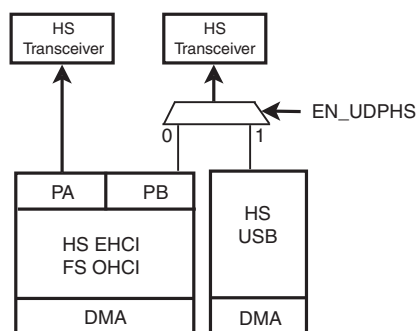 HS
Transceiver
HS
Transceiver
EN_UDPHS
0
1
PA
PB
HS
USB
HS EHCI
FS OHCI
DMA
DMA